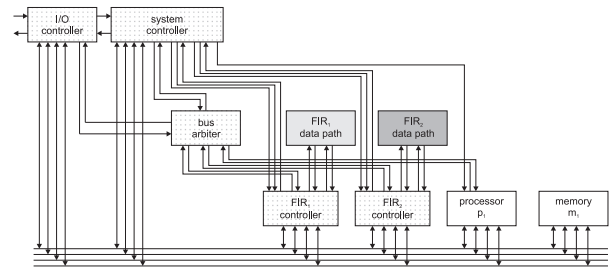 I/O
controller
system
controller
bus
arbiter
FIR₁
data path
FIR₂
data path
FIR₁
controller
FIR₂
controller
processor
p₁
memory
m₁